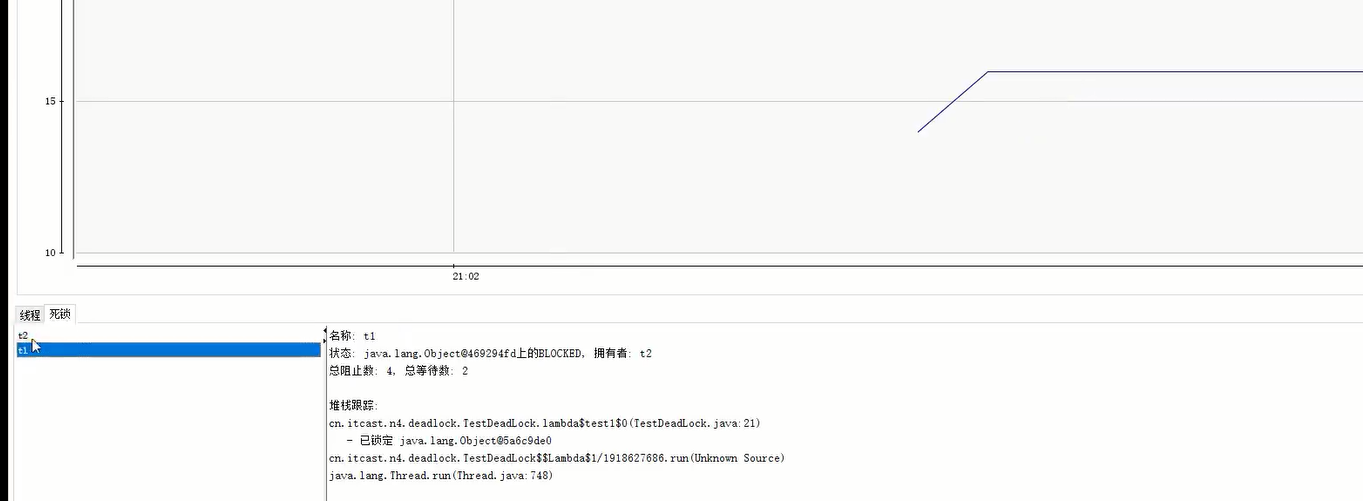 15
10
21:02
线程 死锁
t2
t1
名称: t1
状态: java.lang.Object@469294fd上的BLOCKED, 拥有者: t2
总阻止数: 4, 总等待数: 2
堆栈跟踪:
cn.itcast.n4.deadlock.TestDeadLock.lambda$test1$0(TestDeadLock.java:21)
- 已锁定 java.lang.Object@5a6c9de0
cn.itcast.n4.deadlock.TestDeadLock$$Lambda$1/1918627686.run(Unknown Source)
java.lang.Thread.run(Thread.java:748)